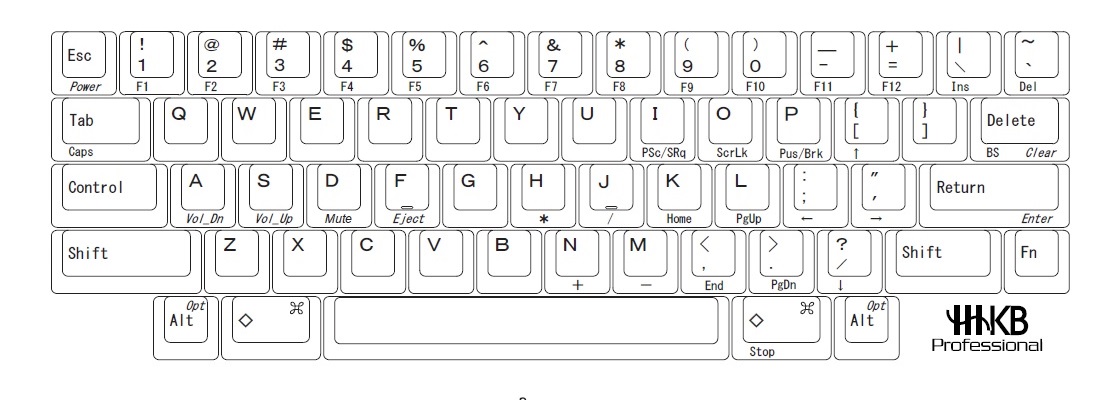 Esc ! @ # $ % ^ & * ( ) — + | ~
1 2 3 4 5 6 7 8 9 0 - = \ `
Power F1 F2 F3 F4 F5 F6 F7 F8 F9 F10 F11 F12 Ins Del
Tab Q W E R T Y U I O P { } Delete
[ ]
Caps PSc/SRq ScrLk Pus/Brk ↑ BS Clear
Control A S D F G H J K L : " Return
; ,
Vol_Dn Vol_Up Mute Eject * / Home PgUp ← → Enter
Shift Z X C V B N M < > ? Shift Fn
, . /
+ - End PgDn ↓
Opt ⌘ ⌘ Opt
Alt ◇ ◇ Alt
Stop
HHKB
Professional